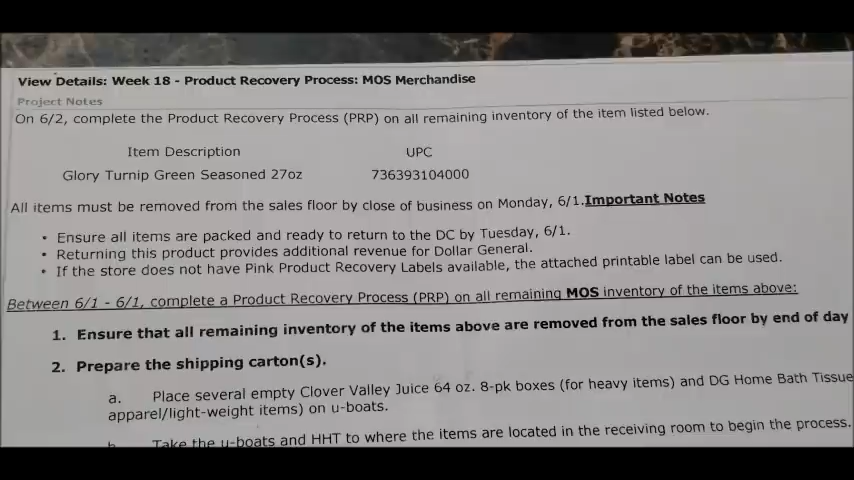 View Details: Week 18 - Product Recovery Process: MOS Merchandise
Project Notes
On 6/2, complete the Product Recovery Process (PRP) on all remaining inventory of the item listed below.
Item Description UPC
Glory Turnip Green Seasoned 27oz 736393104000
All items must be removed from the sales floor by close of business on Monday, 6/1.Important Notes
• Ensure all items are packed and ready to return to the DC by Tuesday, 6/1.
• Returning this product provides additional revenue for Dollar General.
• If the store does not have Pink Product Recovery Labels available, the attached printable label can be used.
Between 6/1 - 6/1, complete a Product Recovery Process (PRP) on all remaining MOS inventory of the items above:
1. Ensure that all remaining inventory of the items above are removed from the sales floor by end of day
2. Prepare the shipping carton(s).
a. Place several empty Clover Valley Juice 64 oz. 8-pk boxes (for heavy items) and DG Home Bath Tissue
apparel/light-weight items) on u-boats.
Take the u-boats and HHT to where the items are located in the receiving room to begin the process.